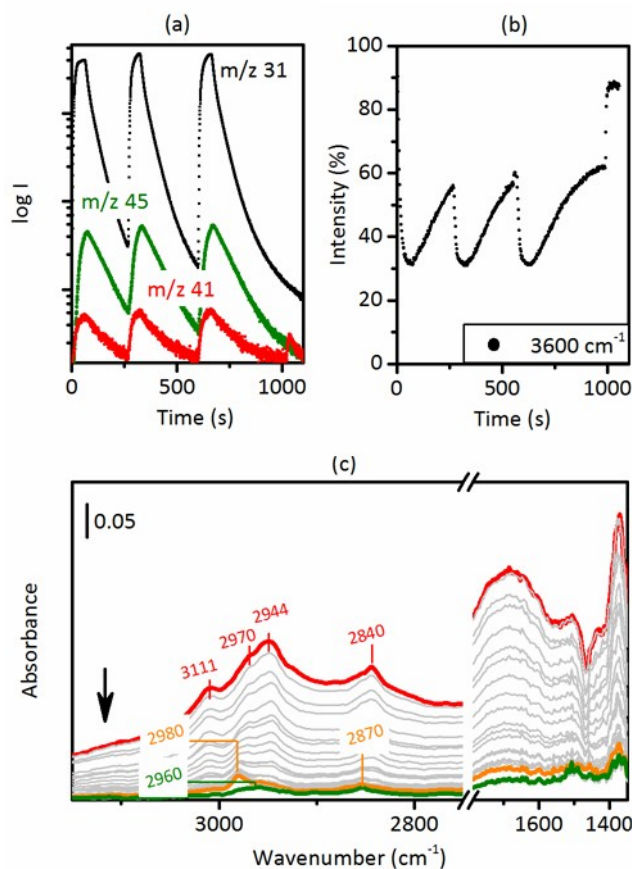 (a)
(b)
m/z 31
m/z 45
m/z 41
log I
0
500
1000
Time (s)
100
80
60
40
20
0
Intensity (%)
3600 cm⁻¹
0
500
1000
Time (s)
(c)
0.05
2944
2970
3111
2840
2980
2870
2960
Absorbance
3000
2800
1600
1400
Wavenumber (cm⁻¹)